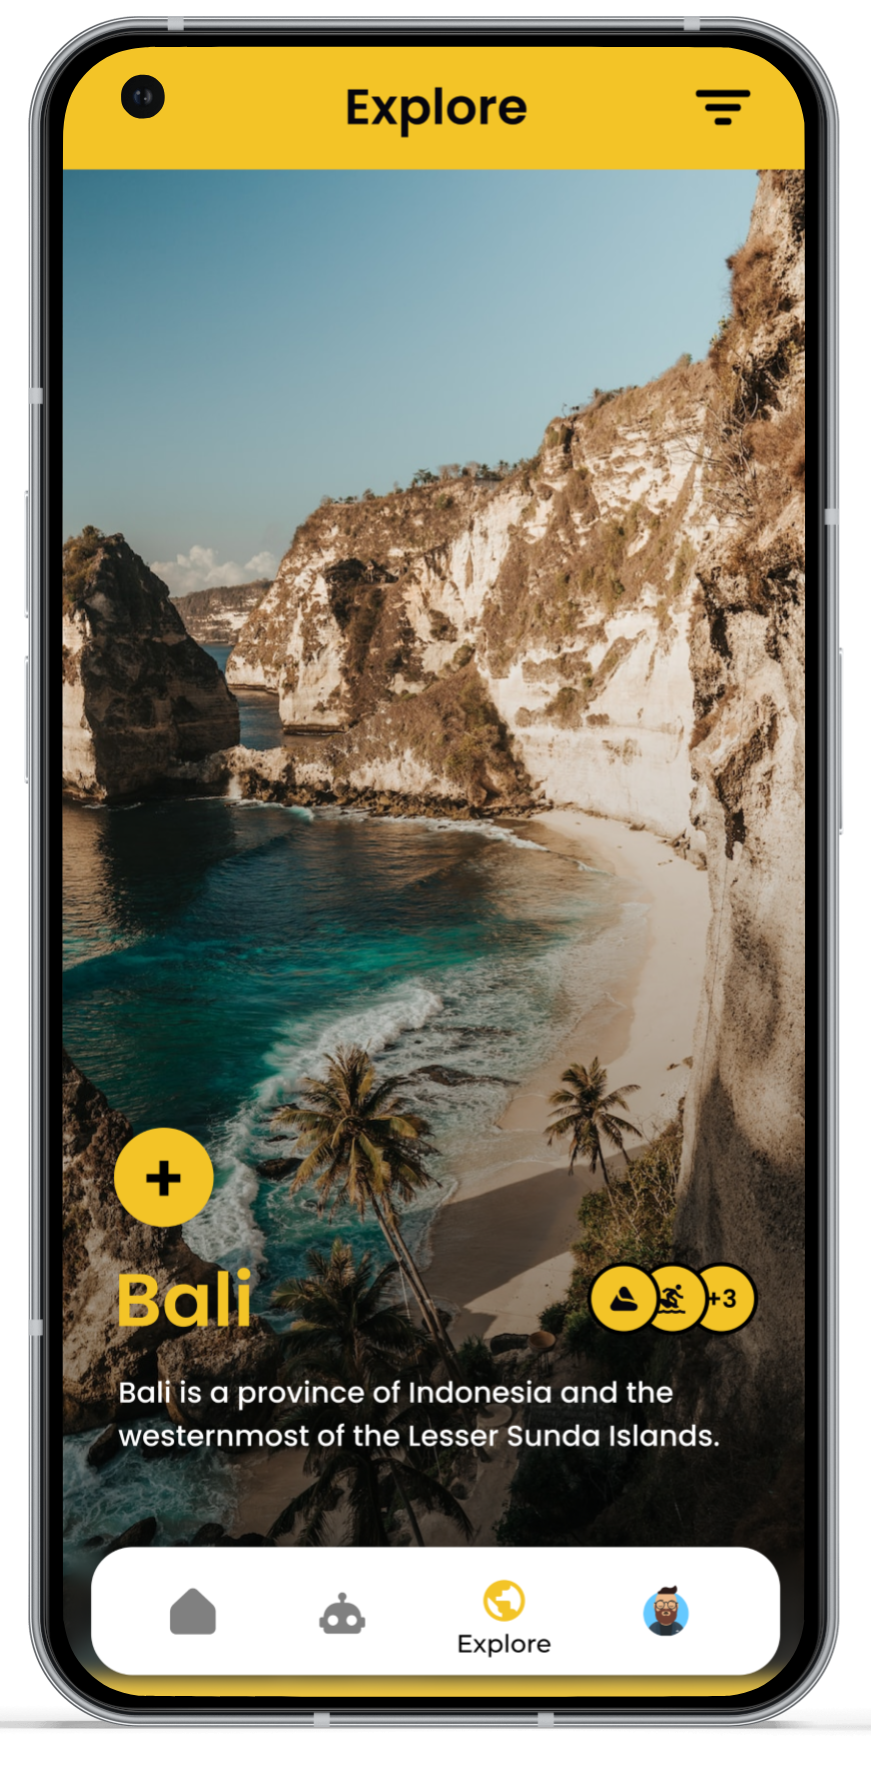 Explore
Bali
+3
Bali is a province of Indonesia and the
westernmost of the Lesser Sunda Islands.
Explore